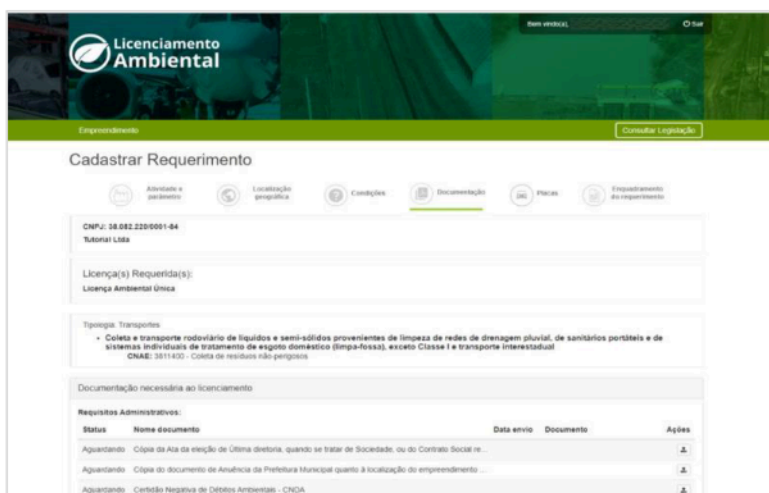 Bem vindo(a),
Sair
Licenciamento
Ambiental
Empreendimento
Consultar Legislação
Cadastrar Requerimento
Atividade e parâmetro
Localização geográfica
Condições
Documentação
Placas
Enquadramento do requerimento
CNPJ: 38.082.220/0001-84
Tutorial Ltda
Licença(s) Requerida(s):
Licença Ambiental Única
Tipologia: Transportes
Coleta e transporte rodoviário de líquidos e semi-sólidos provenientes de limpeza de redes de drenagem pluvial, de sanitários portáteis e de
sistemas individuais de tratamento de esgoto doméstico (limpa-fossa), exceto Classe I e transporte interestadual
CNAE: 3811400 - Coleta de resíduos não-perigosos
Documentação necessária ao licenciamento
Requisitos Administrativos:
Status Nome documento Data envio Documento Ações
Aguardando Cópia da Ata da eleição de Última diretoria, quando se tratar de Sociedade, ou do Contrato Social re...
Aguardando Cópia do documento de Anuência da Prefeitura Municipal quanto à localização do empreendimento ...
Aguardando Certidão Negativa de Débitos Ambientais - CNDA